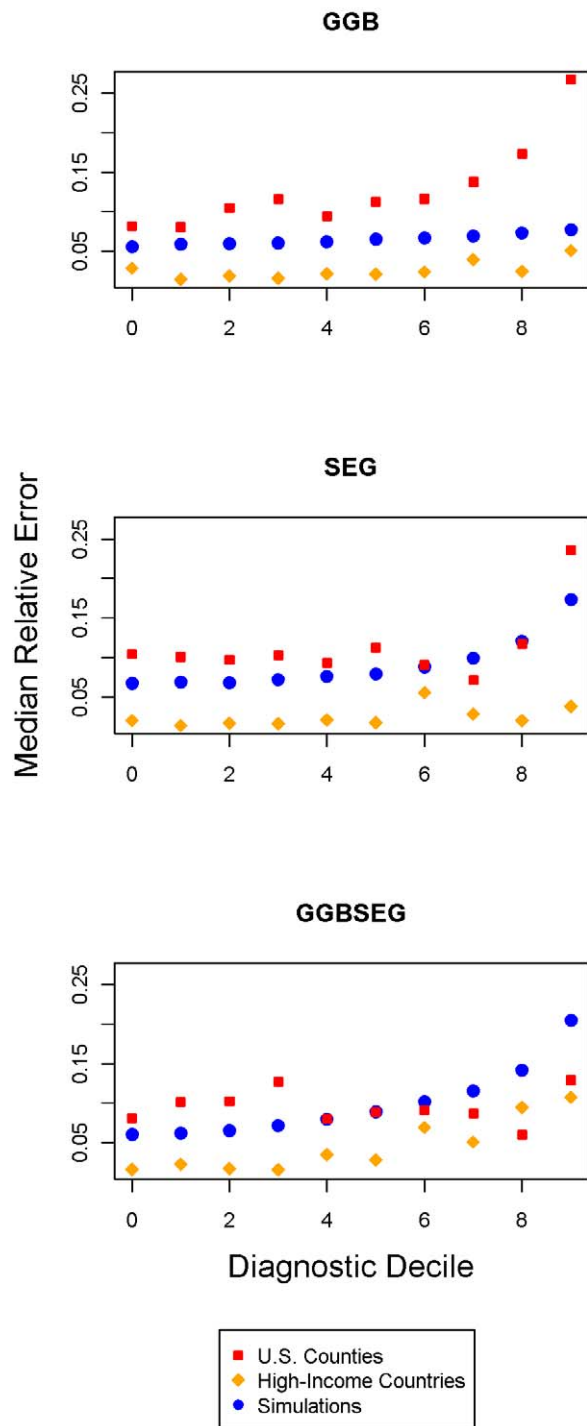 GGB
0.25
0.15
0.05
0 2 4 6 8
SEG
0.25
0.15
0.05
0 2 4 6 8
Median Relative Error
GGBSEG
0.25
0.15
0.05
0 2 4 6 8
Diagnostic Decile
U.S. Counties
High-Income Countries
Simulations